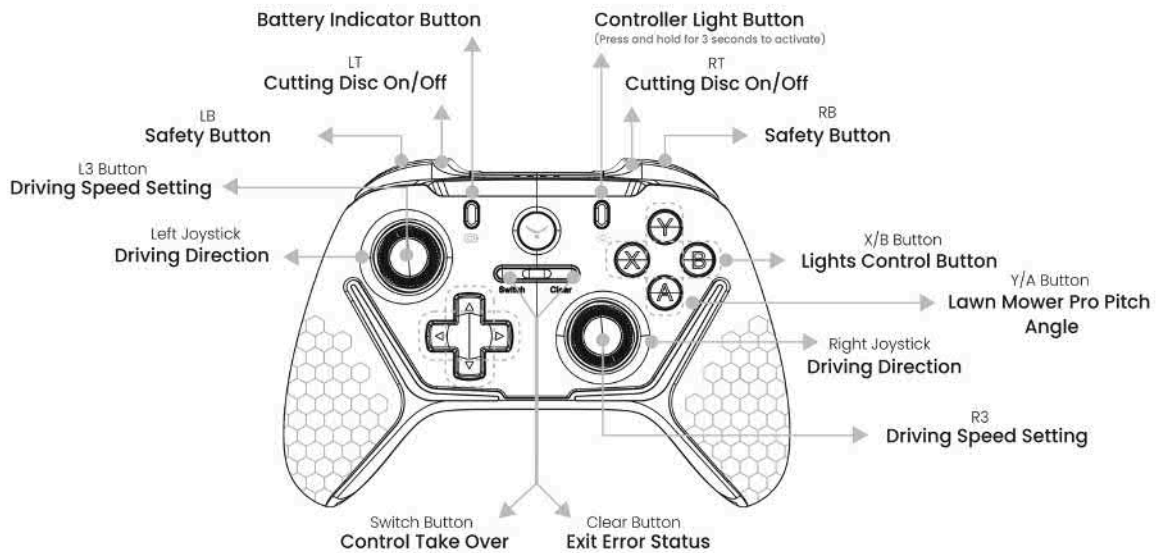 Battery Indicator Button
Controller Light Button
(Press and hold for 3 seconds to activate)
LT
Cutting Disc On/Off
RT
Cutting Disc On/Off
LB
Safety Button
RB
Safety Button
L3 Button
Driving Speed Setting
Left Joystick
Driving Direction
Y
X
B
A
X/B Button
Lights Control Button
Switch
Clear
Y/A Button
Lawn Mower Pro Pitch
Angle
Right Joystick
Driving Direction
R3
Driving Speed Setting
Switch Button
Control Take Over
Clear Button
Exit Error Status